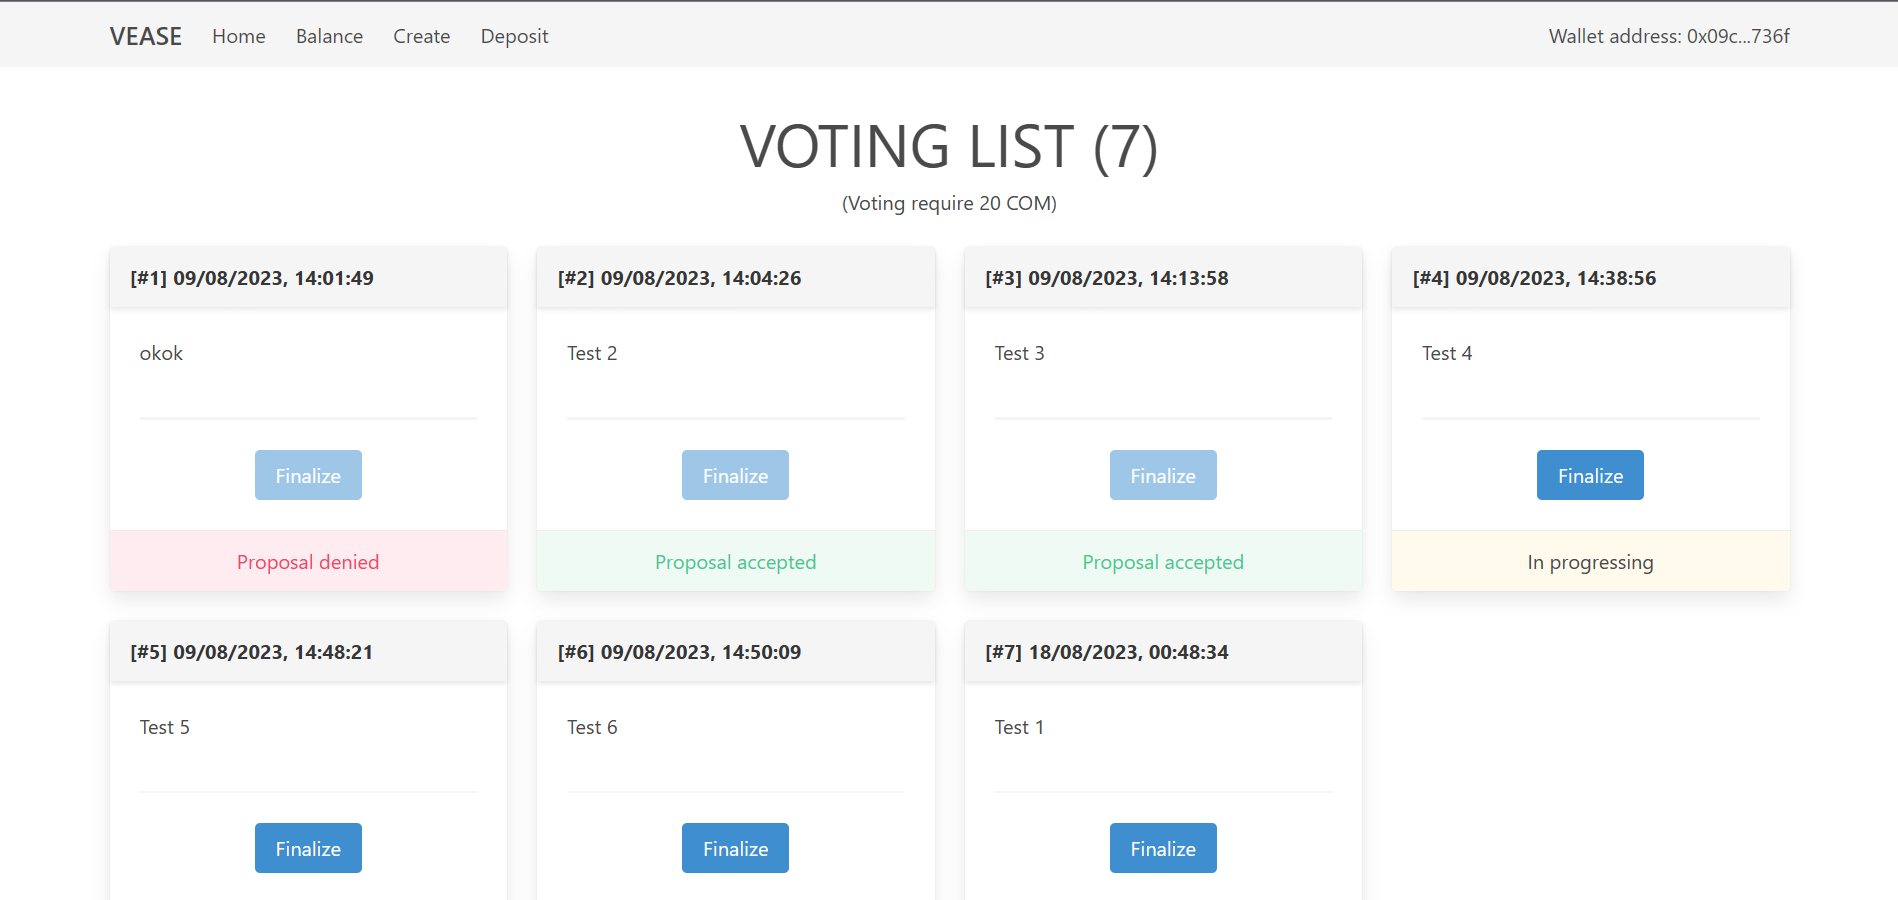 VEASE Home Balance Create Deposit Wallet address: 0x09c...736f
VOTING LIST (7)
(Voting require 20 COM)
[#1] 09/08/2023, 14:01:49
okok
Finalize
Proposal denied
[#2] 09/08/2023, 14:04:26
Test 2
Finalize
Proposal accepted
[#3] 09/08/2023, 14:13:58
Test 3
Finalize
Proposal accepted
[#4] 09/08/2023, 14:38:56
Test 4
Finalize
In progressing
[#5] 09/08/2023, 14:48:21
Test 5
Finalize
[#6] 09/08/2023, 14:50:09
Test 6
Finalize
[#7] 18/08/2023, 00:48:34
Test 1
Finalize